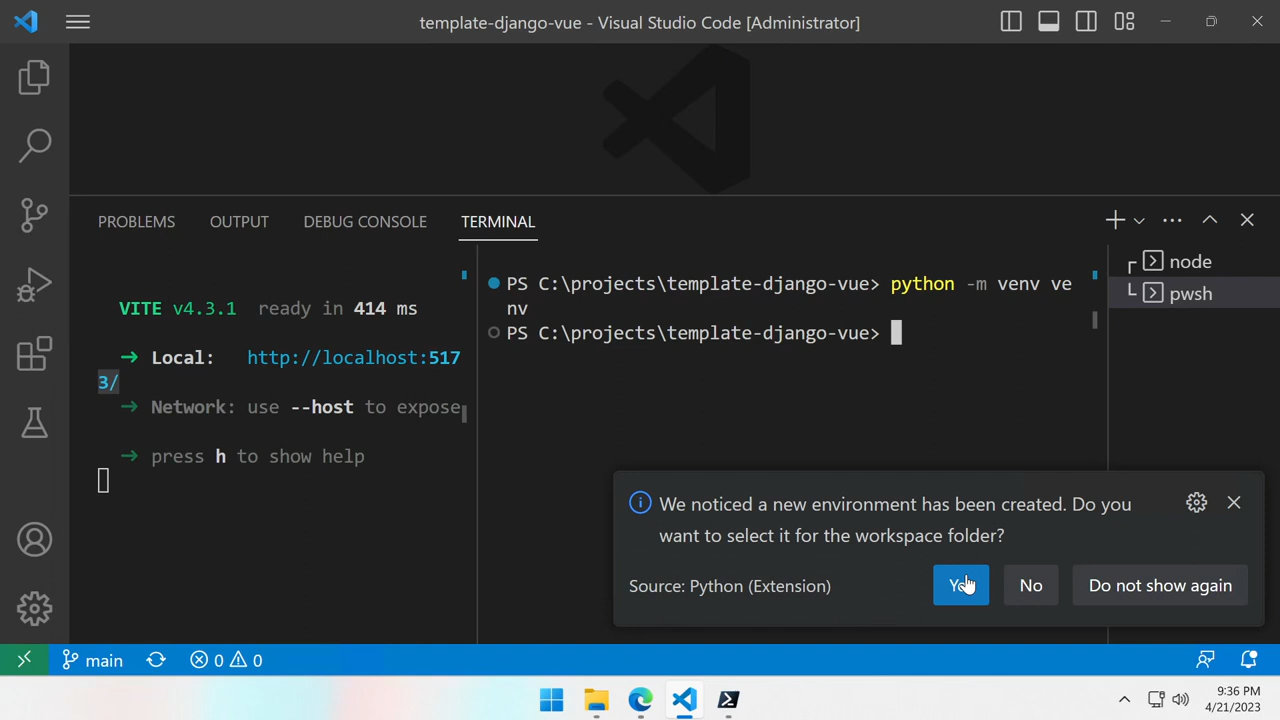 template-django-vue - Visual Studio Code [Administrator]
PROBLEMS OUTPUT DEBUG CONSOLE TERMINAL
VITE v4.3.1 ready in 414 ms
➜ Local: http://localhost:517
3/
➜ Network: use --host to expose
➜ press h to show help
PS C:\projects\template-django-vue> python -m venv ve
nv
PS C:\projects\template-django-vue>
node
pwsh
We noticed a new environment has been created. Do you
want to select it for the workspace folder?
Source: Python (Extension) No Do not show again
main 0 0
9:36 PM
4/21/2023